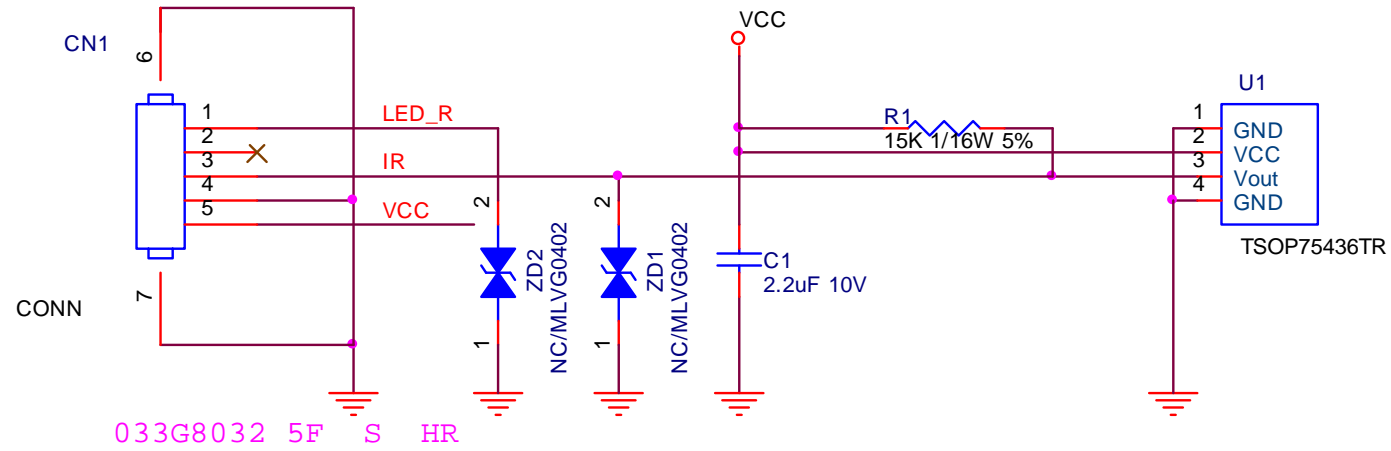 VCC
CN1
6
U1
1
LED_R
R1
1
GND
2
15K 1/16W 5%
2
VCC
3
IR
3
Vout
4
4
GND
5
VCC
2
2
TSOP75436TR
ZD2
NC/MLVG0402
ZD1
NC/MLVG0402
C1
2.2uF 10V
7
CONN
1
1
033G8032 5F S HR